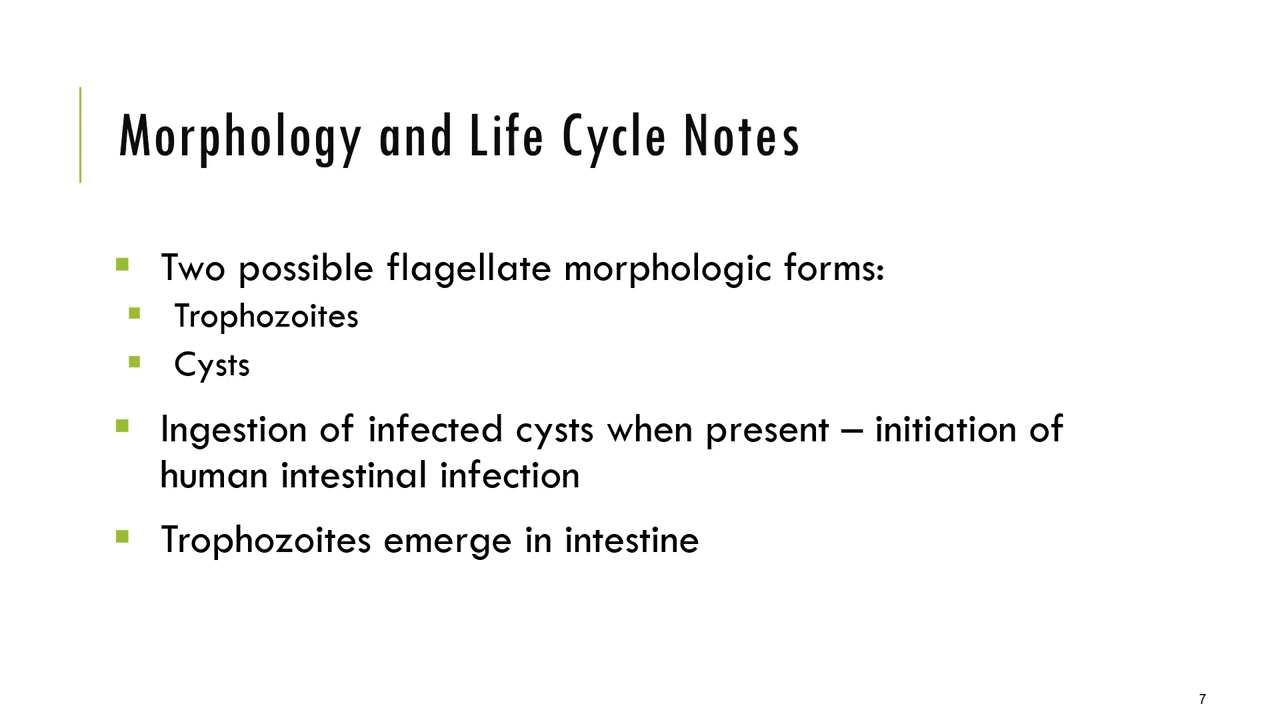 Morphology and Life Cycle Notes
Two possible flagellate morphologic forms:
Trophozoites
Cysts
Ingestion of infected cysts when present – initiation of
human intestinal infection
Trophozoites emerge in intestine
7